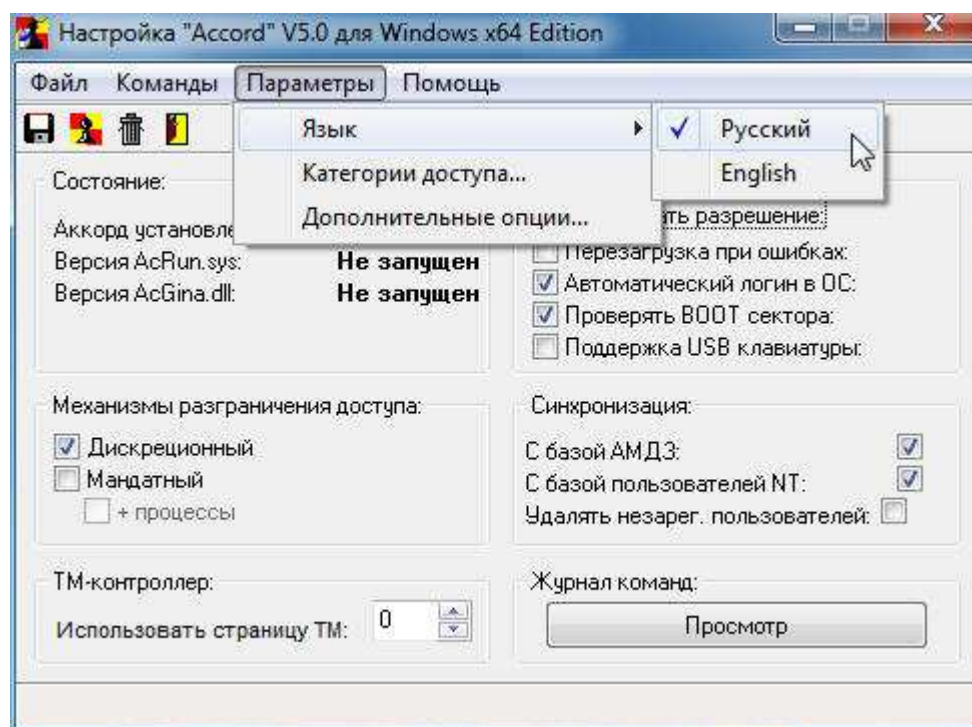 Настройка "Accord" V5.0 для Windows x64 Edition
Файл Команды Параметры Помощь
Язык
Русский
Категории доступа...
English
Дополнительные опции...
Состояние:
Аккорд
разрешение:
Версия AcRun.sys: Не запущен
Перезагрузка при ошибках:
Версия AcGina.dll: Не запущен
Автоматический логин в ОС:
Проверять BOOT сектора:
Поддержка USB клавиатуры:
Механизмы разграничения доступа:
Дискреционный
Мандатный
+ процессы
Синхронизация:
С базой АМДЗ:
С базой пользователей NT:
Удалять незарег. пользователей:
ТМ-контроллер:
Использовать страницу ТМ: 0
Журнал команд:
Просмотр